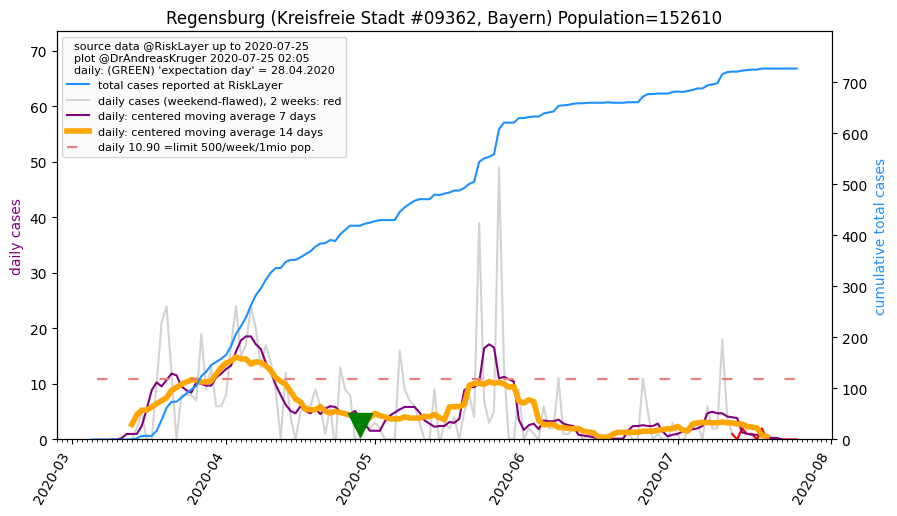 Regensburg (Kreisfreie Stadt #09362, Bayern) Population=152610
source data @RiskLayer up to 2020-07-25
plot @DrAndreasKruger 2020-07-25 02:05
daily: (GREEN) 'expectation day' = 28.04.2020
total cases reported at RiskLayer
daily cases (weekend-flawed), 2 weeks: red
daily: centered moving average 7 days
daily: centered moving average 14 days
daily 10.90 =limit 500/week/1mio pop.
daily cases
70
60
50
40
30
20
10
0
cumulative total cases
700
600
500
400
300
200
100
0
2020-03
2020-04
2020-05
2020-06
2020-07
2020-08